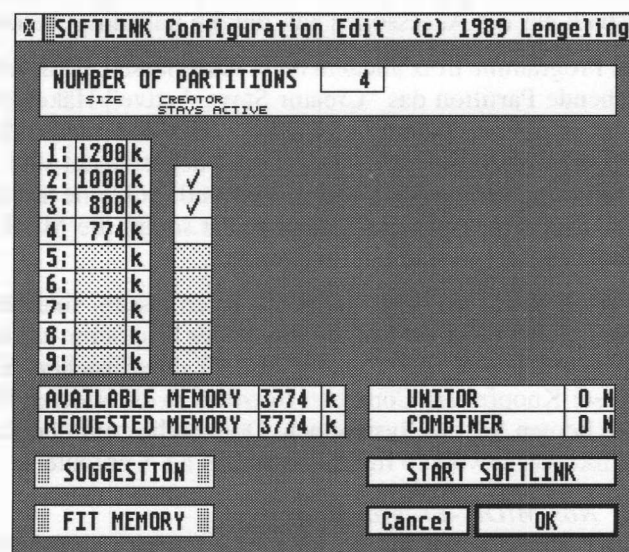 SOFTLINK Configuration Edit (c) 1989 Lengeling
NUMBER OF PARTITIONS 4
SIZE CREATOR
STAYS ACTIVE
1: 1200 k
2: 1000 k ✓
3: 800 k ✓
4: 774 k
5: k
6: k
7: k
8: k
9: k
AVAILABLE MEMORY 3774 k UNITOR O N
REQUESTED MEMORY 3774 k COMBINER O N
SUGGESTION START SOFTLINK
FIT MEMORY Cancel OK